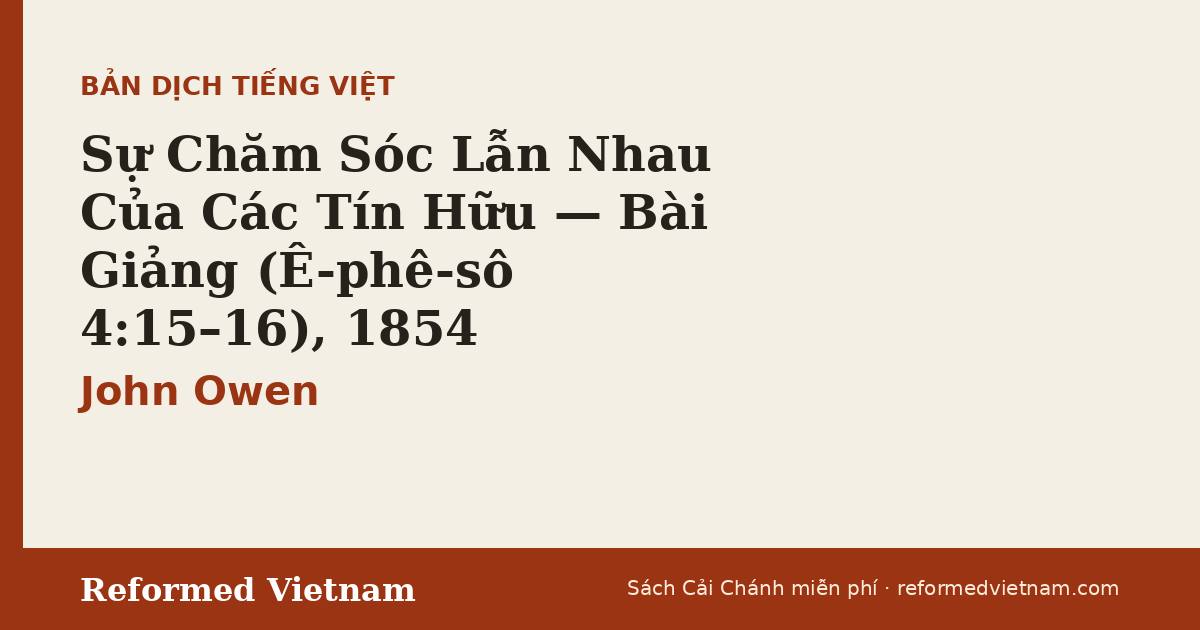 BẢN DỊCH TIẾNG VIỆT
Sự Chăm Sóc Lẫn Nhau
Của Các Tín Hữu — Bài
Giảng (Ê-phê-sô
4:15–16), 1854
John Owen
Reformed Vietnam
Sách Cải Chánh miễn phí · reformedvietnam.com